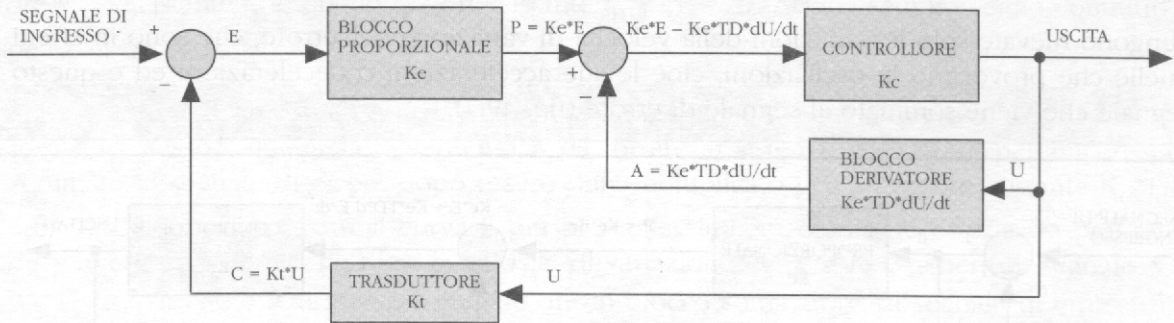 SEGNALE DI
INGRESSO
+
−
E
BLOCCO
PROPORZIONALE
Ke
P = Ke*E
+
−
Ke*E − Ke*TD*dU/dt
CONTROLLORE
Kc
USCITA
A = Ke*TD*dU/dt
BLOCCO
DERIVATORE
Ke*TD*dU/dt
U
C = Kt*U
TRASDUTTORE
Kt
U